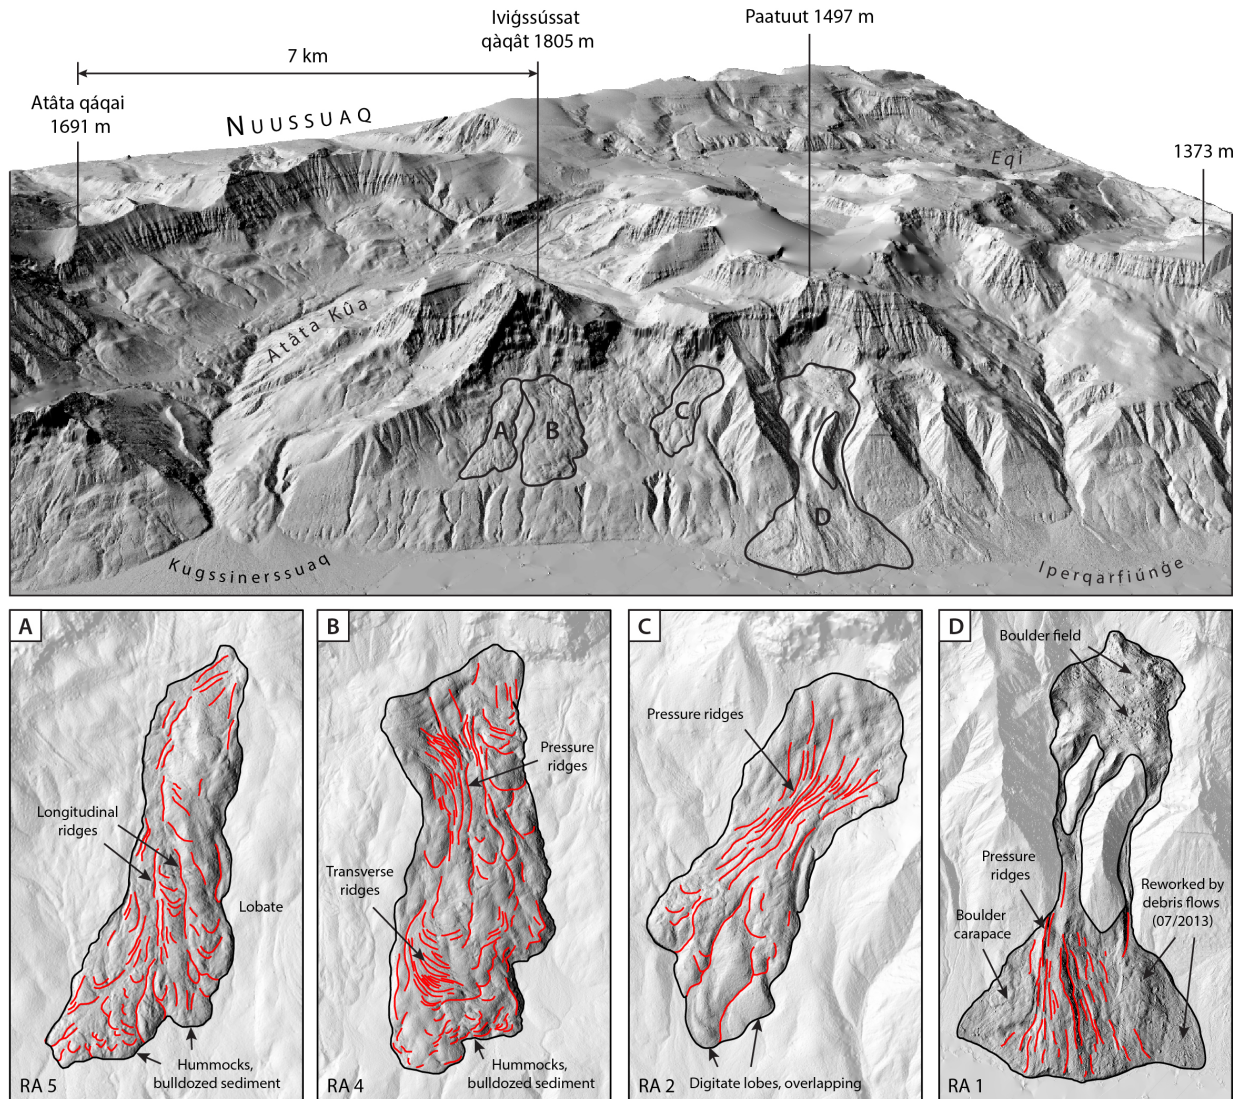 Iviġssússat
qàqât 1805 m
Paatuut 1497 m
7 km
Atâta qáqai
1691 m
NUUSSUAQ
Eqi
1373 m
Atâta Kûa
A
B
C
D
Kugssinerssuaq
Iperqarfiúnġe
A
Longitudinal
ridges
Lobate
Hummocks,
bulldozed sediment
RA 5
B
Pressure
ridges
Transverse
ridges
Hummocks,
bulldozed sediment
RA 4
C
Pressure ridges
Digitate lobes, overlapping
RA 2
D
Boulder field
Pressure
ridges
Boulder
carapace
Reworked by
debris flows
(07/2013)
RA 1